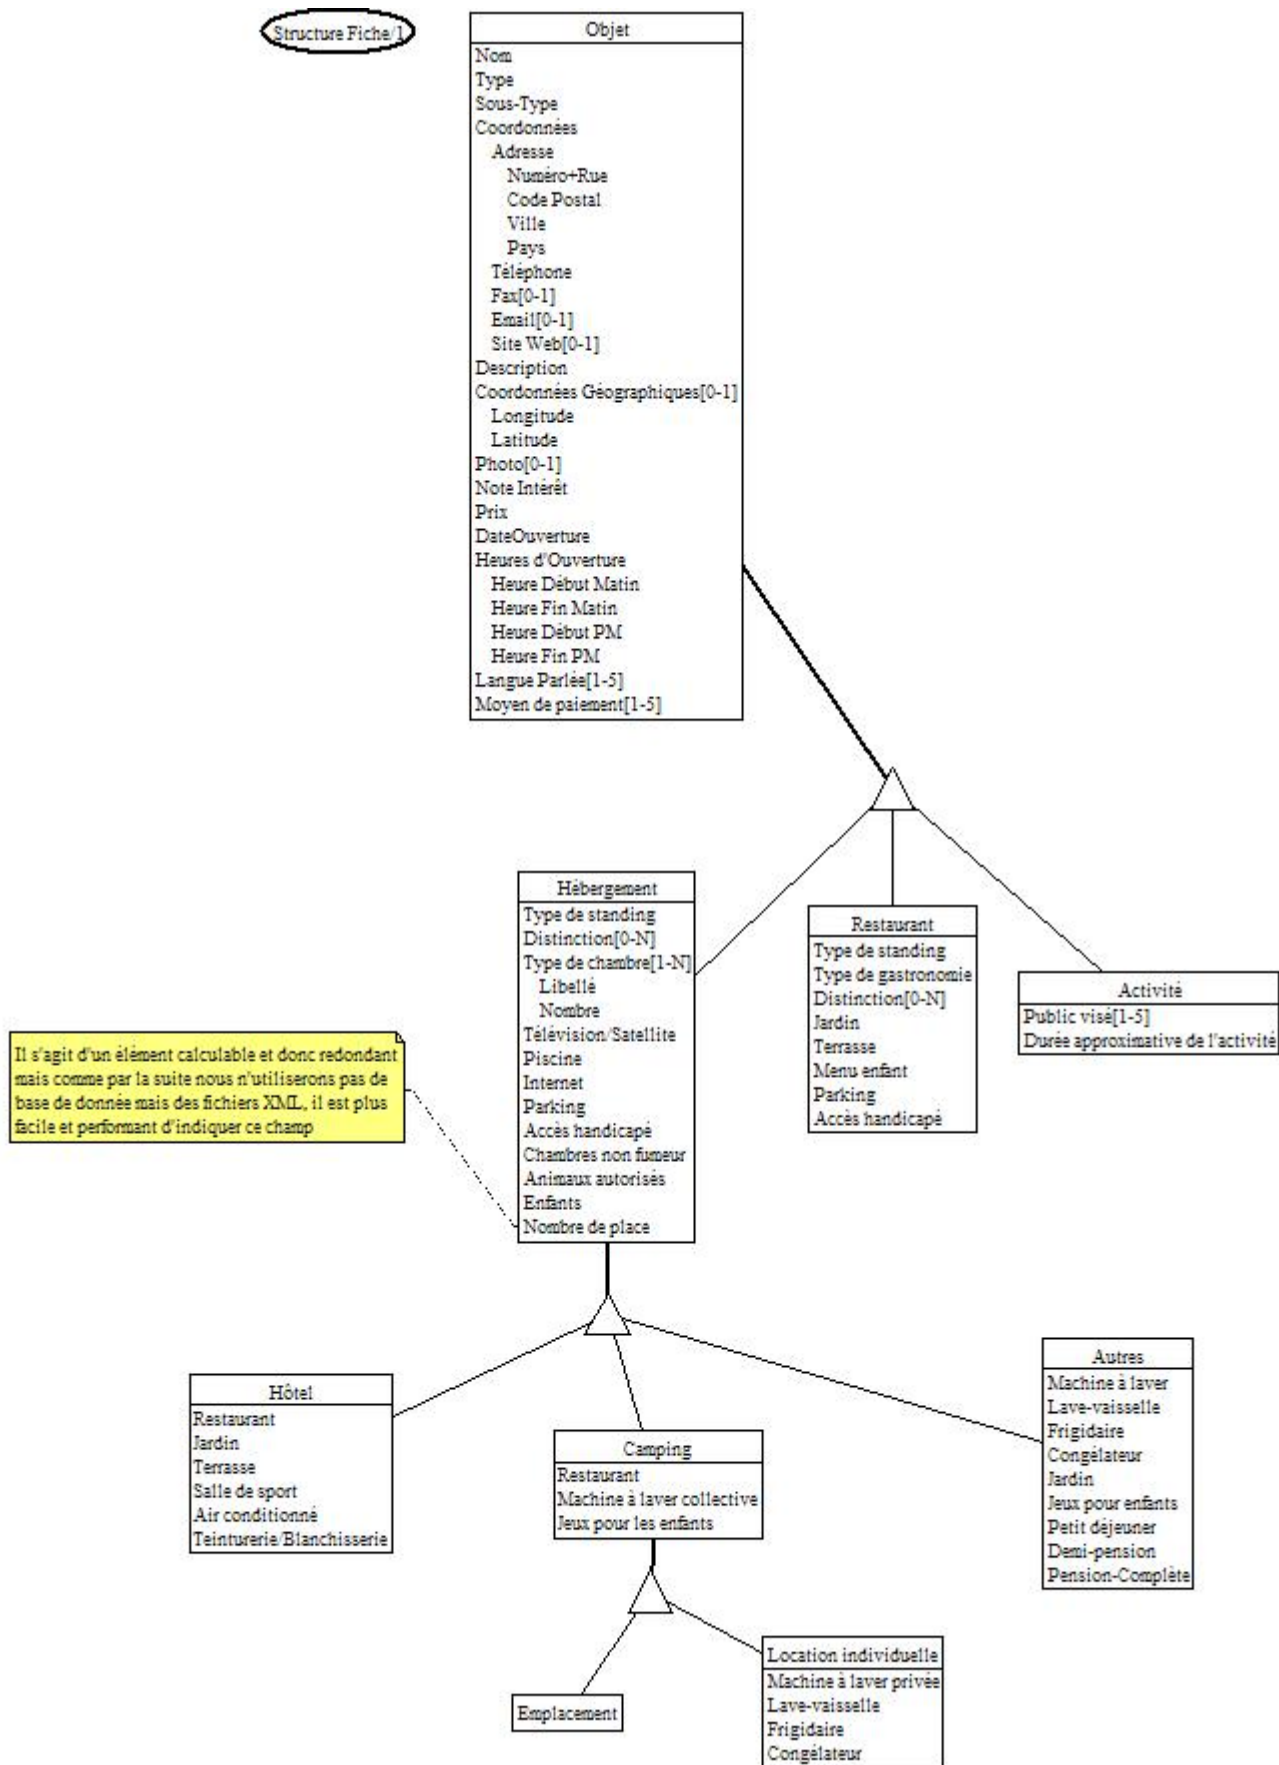 Structure Fiche/1
Objet
Nom
Type
Sous-Type
Coordonnées
Adresse
Numéro+Rue
Code Postal
Ville
Pays
Téléphone
Fax[0-1]
Email[0-1]
Site Web[0-1]
Description
Coordonnées Géographiques[0-1]
Longitude
Latitude
Photo[0-1]
Note Intérêt
Prix
DateOuverture
Heures d'Ouverture
Heure Début Matin
Heure Fin Matin
Heure Début PM
Heure Fin PM
Langue Parlée[1-5]
Moyen de paiement[1-5]
Hébergement
Type de standing
Distinction[0-N]
Type de chambre[1-N]
Libellé
Nombre
Télévision/Satellite
Piscine
Internet
Parking
Accès handicapé
Chambres non fumeur
Animaux autorisés
Enfants
Nombre de place
Restaurant
Type de standing
Type de gastronomie
Distinction[0-N]
Jardin
Terrasse
Menu enfant
Parking
Accès handicapé
Activité
Public visé[1-5]
Durée approximative de l'activité
Il s'agit d'un élément calculable et donc redondant
mais comme par la suite nous n'utiliserons pas de
base de donnée mais des fichiers XML, il est plus
facile et performant d'indiquer ce champ
Hôtel
Restaurant
Jardin
Terrasse
Salle de sport
Air conditionné
Teinturerie/Blanchisserie
Camping
Restaurant
Machine à laver collective
Jeux pour les enfants
Autres
Machine à laver
Lave-vaisselle
Frigidaire
Congélateur
Jardin
Jeux pour enfants
Petit déjeuner
Demi-pension
Pension-Complète
Emplacement
Location individuelle
Machine à laver privée
Lave-vaisselle
Frigidaire
Congélateur